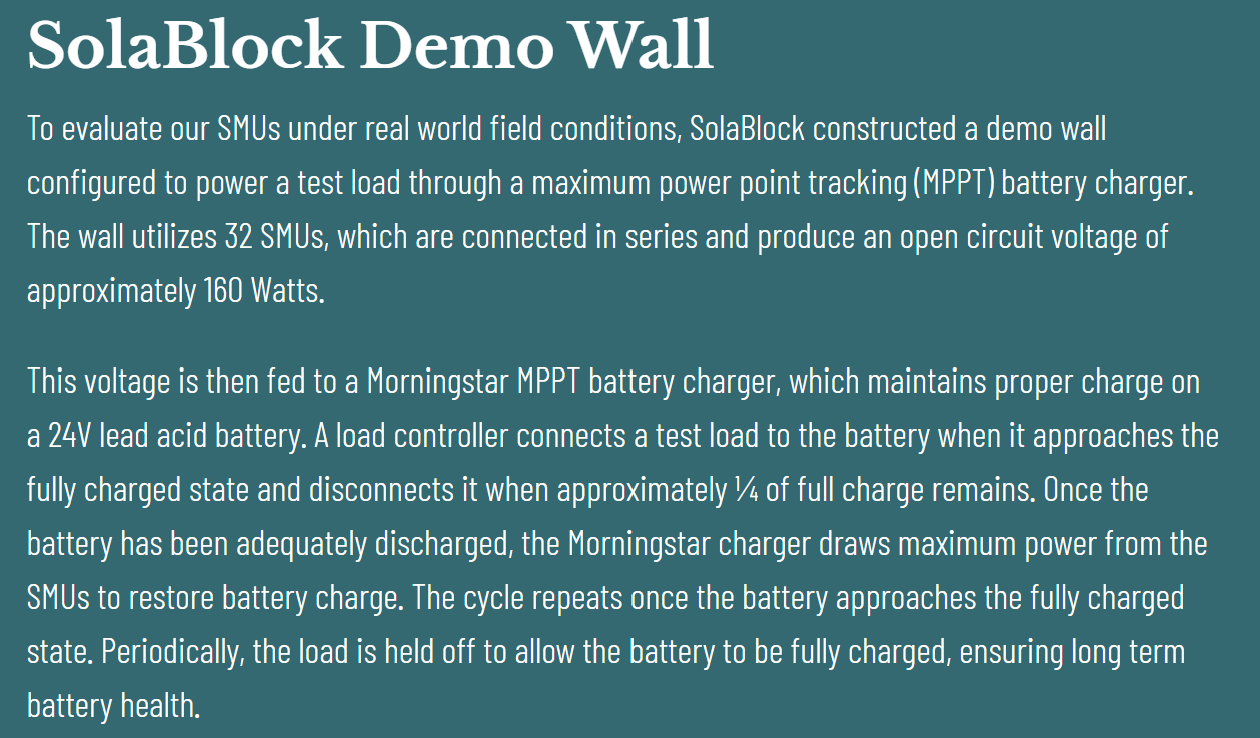 SolaBlock Demo Wall
To evaluate our SMUs under real world field conditions, SolaBlock constructed a demo wall
configured to power a test load through a maximum power point tracking (MPPT) battery charger.
The wall utilizes 32 SMUs, which are connected in series and produce an open circuit voltage of
approximately 160 Watts.
This voltage is then fed to a Morningstar MPPT battery charger, which maintains proper charge on
a 24V lead acid battery. A load controller connects a test load to the battery when it approaches the
fully charged state and disconnects it when approximately ¼ of full charge remains. Once the
battery has been adequately discharged, the Morningstar charger draws maximum power from the
SMUs to restore battery charge. The cycle repeats once the battery approaches the fully charged
state. Periodically, the load is held off to allow the battery to be fully charged, ensuring long term
battery health.